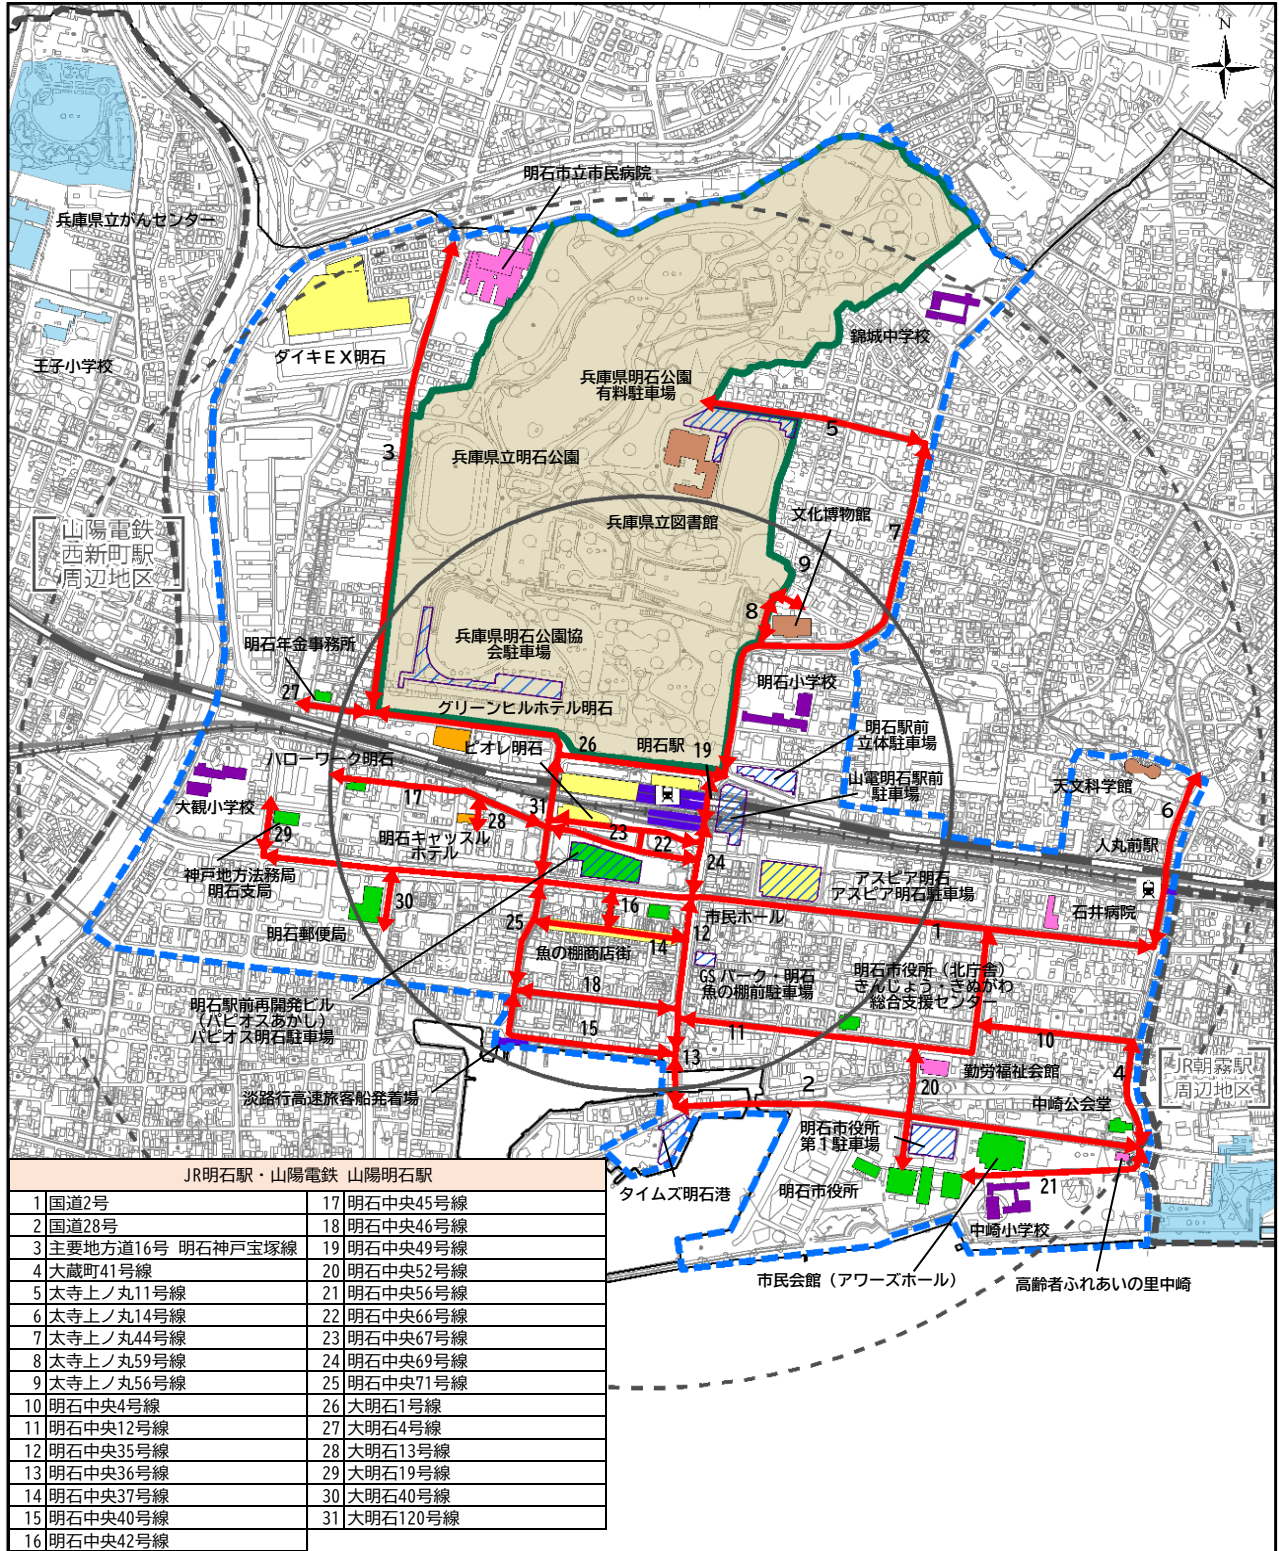 N
明石市立市民病院
兵庫県立がんセンター
ダイキＥＸ明石
王子小学校
錦城中学校
兵庫県明石公園
有料駐車場
5
3
兵庫県立明石公園
兵庫県立図書館
文化博物館
7
山陽電鉄
西新町駅
周辺地区
9
8
明石年金事務所
兵庫県明石公園協
会駐車場
明石小学校
27
グリーンヒルホテル明石
26
明石駅
19
明石駅前
立体駐車場
ピオレ明石
ハローワーク明石
山電明石駅前
駐車場
天文科学館
大観小学校
17
31
28
23
22
6
人丸前駅
29
明石キャッスル
ホテル
24
神戸地方法務局
明石支局
アスピア明石
アスピア明石駐車場
30
16
石井病院
明石郵便局
25
市民ホール
12
1
魚の棚商店街
14
GS パーク・明石
魚の棚前駐車場
明石市役所（北庁舎）
きんじょう・きぬがわ
総合支援センター
18
明石駅前再開発ビル
（パピオスあかし）
パピオス明石駐車場
15
11
10
13
勤労福祉会館
4
JR朝霧駅
周辺地区
淡路行高速旅客船発着場
2
20
中崎公会堂
明石市役所
第１駐車場
タイムズ明石港
明石市役所
21
中崎小学校
市民会館（アワーズホール）
高齢者ふれあいの里中崎
JR明石駅・山陽電鉄 山陽明石駅
1 国道2号 17 明石中央45号線
2 国道28号 18 明石中央46号線
3 主要地方道16号 明石神戸宝塚線 19 明石中央49号線
4 大蔵町41号線 20 明石中央52号線
5 太寺上ノ丸11号線 21 明石中央56号線
6 太寺上ノ丸14号線 22 明石中央66号線
7 太寺上ノ丸44号線 23 明石中央67号線
8 太寺上ノ丸59号線 24 明石中央69号線
9 太寺上ノ丸56号線 25 明石中央71号線
10 明石中央4号線 26 大明石1号線
11 明石中央12号線 27 大明石4号線
12 明石中央35号線 28 大明石13号線
13 明石中央36号線 29 大明石19号線
14 明石中央37号線 30 大明石40号線
15 明石中央40号線 31 大明石120号線
16 明石中央42号線